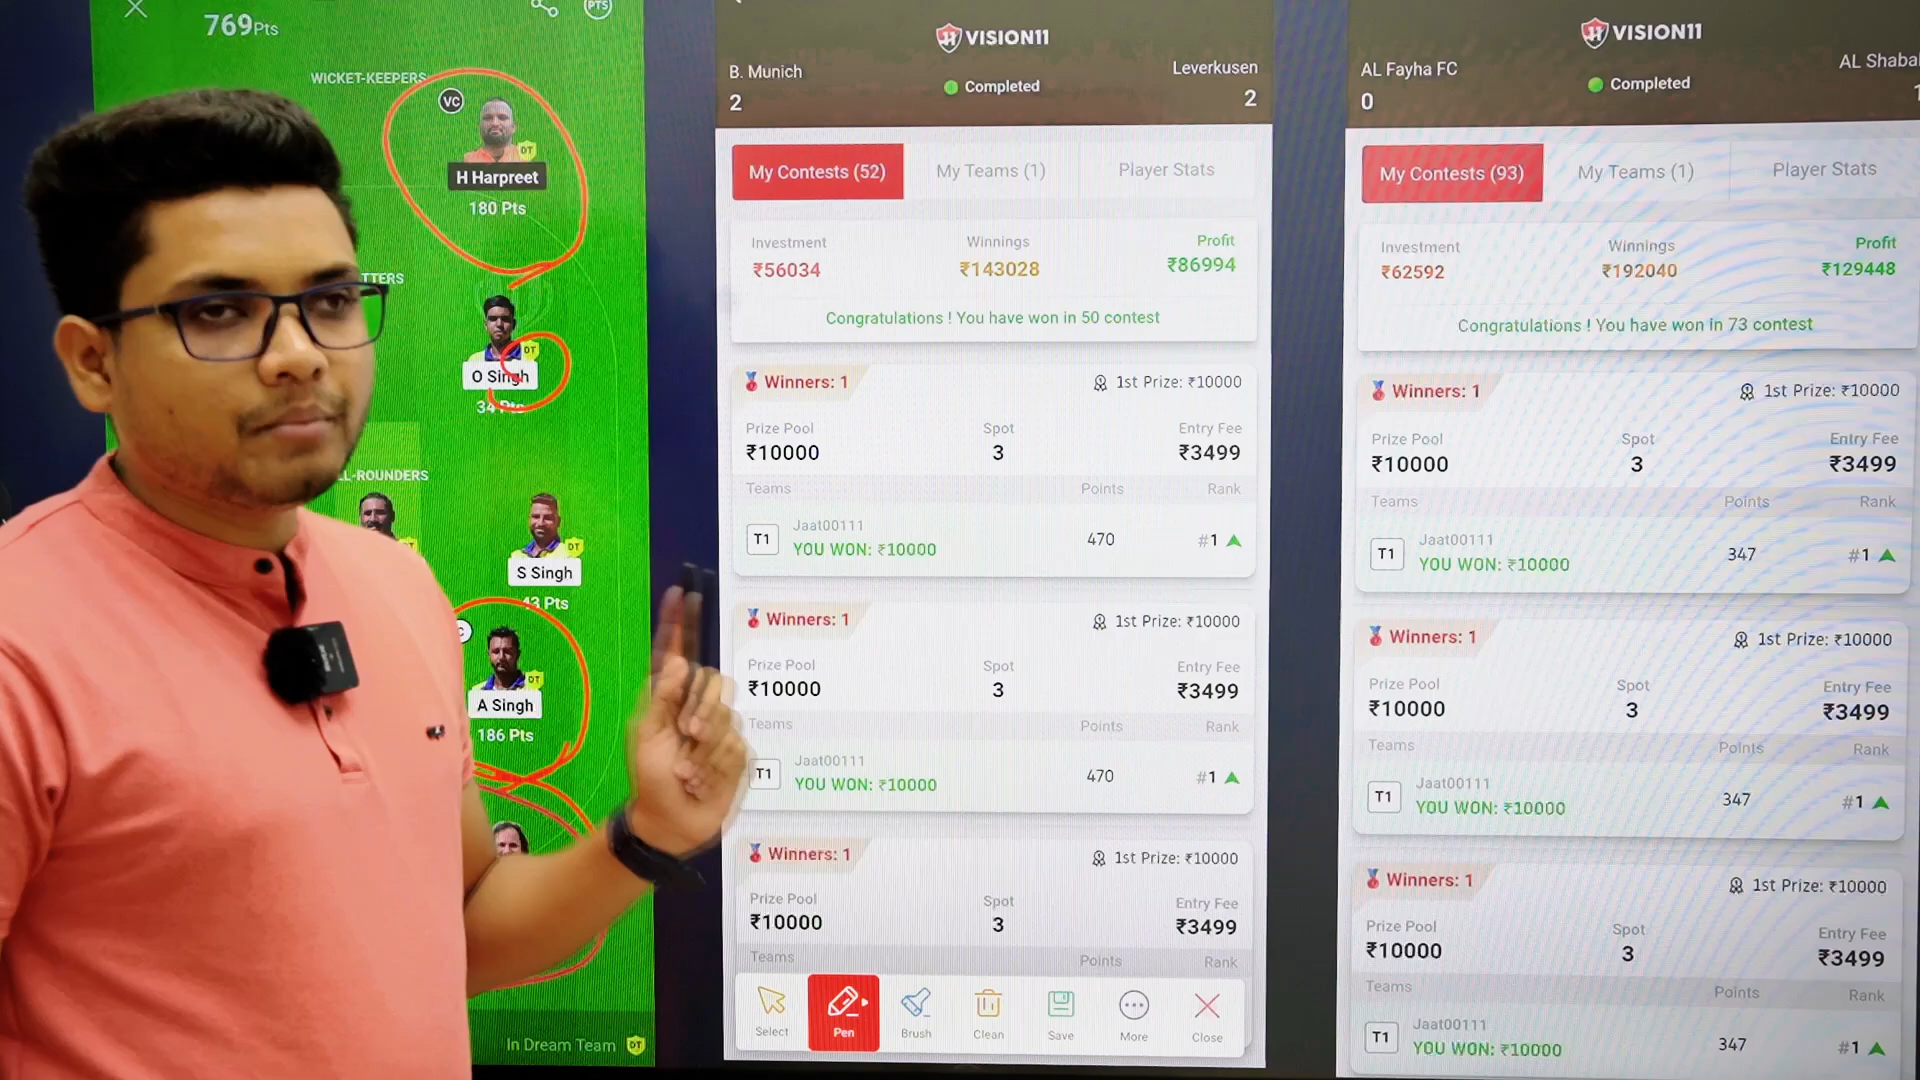 769Pts
PTS
WICKET-KEEPERS
VC
DT
H Harpreet
180 Pts
TTERS
DT
O Singh
34 Pts
LL-ROUNDERS
DT
S Singh
43 Pts
C
DT
A Singh
186 Pts
In Dream Team DT
VISION11
B. Munich
Leverkusen
2
Completed
2
My Contests (52)
My Teams (1)
Player Stats
Investment
Winnings
Profit
₹56034
₹143028
₹86994
Congratulations ! You have won in 50 contest
Winners: 1
1st Prize: ₹10000
Prize Pool
Spot
Entry Fee
₹10000
3
₹3499
Teams
Points
Rank
T1
Jaat00111
YOU WON: ₹10000
470
#1
Winners: 1
1st Prize: ₹10000
Prize Pool
Spot
Entry Fee
₹10000
3
₹3499
Teams
Points
Rank
T1
Jaat00111
YOU WON: ₹10000
470
#1
Winners: 1
1st Prize: ₹10000
Prize Pool
Spot
Entry Fee
₹10000
3
₹3499
Teams
Points
Rank
Select
Pen
Brush
Clean
Save
More
Close
VISION11
AL Fayha FC
AL Shaba
0
Completed
1
My Contests (93)
My Teams (1)
Player Stats
Investment
Winnings
Profit
₹62592
₹192040
₹129448
Congratulations ! You have won in 73 contest
Winners: 1
1st Prize: ₹10000
Prize Pool
Spot
Entry Fee
₹10000
3
₹3499
Teams
Points
Rank
T1
Jaat00111
YOU WON: ₹10000
347
#1
Winners: 1
1st Prize: ₹10000
Prize Pool
Spot
Entry Fee
₹10000
3
₹3499
Teams
Points
Rank
T1
Jaat00111
YOU WON: ₹10000
347
#1
Winners: 1
1st Prize: ₹10000
Prize Pool
Spot
Entry Fee
₹10000
3
₹3499
Teams
Points
Rank
T1
Jaat00111
YOU WON: ₹10000
347
#1